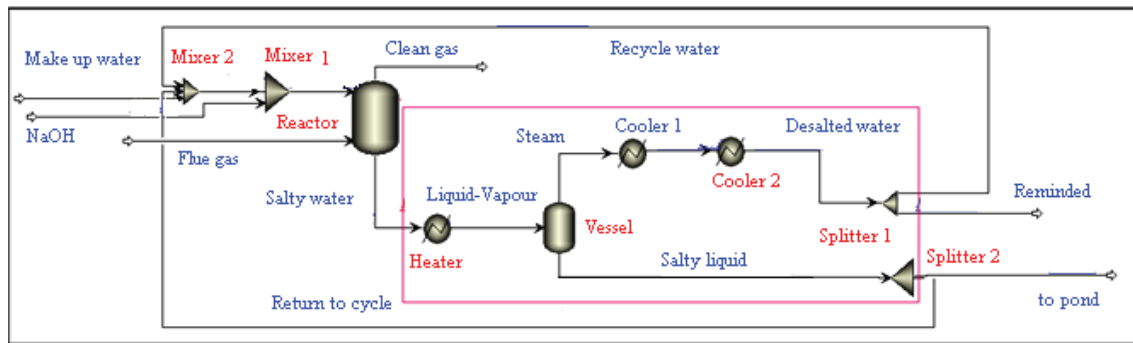 Recycle water
Clean gas
Mixer 1
Mixer 2
Make up water
NaOH
Reactor
Flue gas
Steam
Cooler 1
Desalted water
Cooler 2
Salty water
Liquid-Vapour
Reminded
Vessel
Splitter 1
Heater
Salty liquid
Splitter 2
Return to cycle
to pond